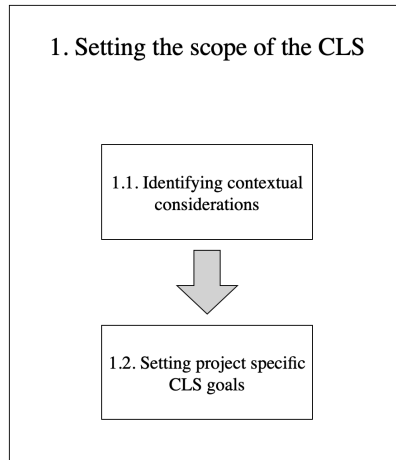 1. Setting the scope of the CLS
1.1. Identifying contextual
considerations
1.2. Setting project specific
CLS goals